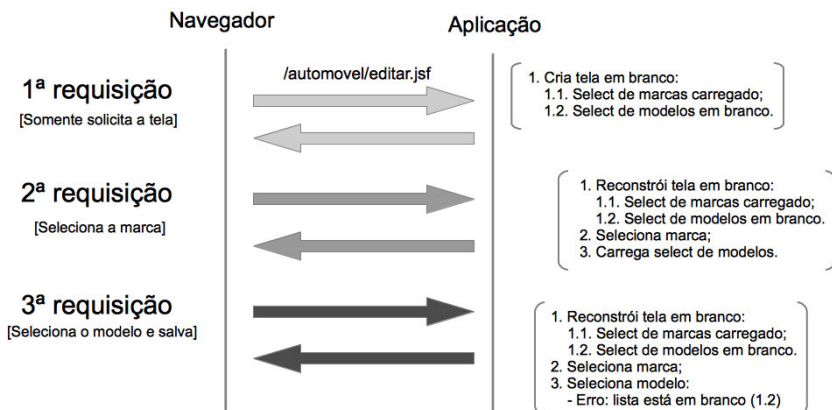 Navegador
Aplicação
/automovel/editar.jsf
1ª requisição
[Somente solicita a tela]
1. Cria tela em branco:
1.1. Select de marcas carregado;
1.2. Select de modelos em branco.
2ª requisição
[Seleciona a marca]
1. Reconstrói tela em branco:
1.1. Select de marcas carregado;
1.2. Select de modelos em branco.
2. Seleciona marca;
3. Carrega select de modelos.
3ª requisição
[Seleciona o modelo e salva]
1. Reconstrói tela em branco:
1.1. Select de marcas carregado;
1.2. Select de modelos em branco.
2. Seleciona marca;
3. Seleciona modelo:
- Erro: lista está em branco (1.2)